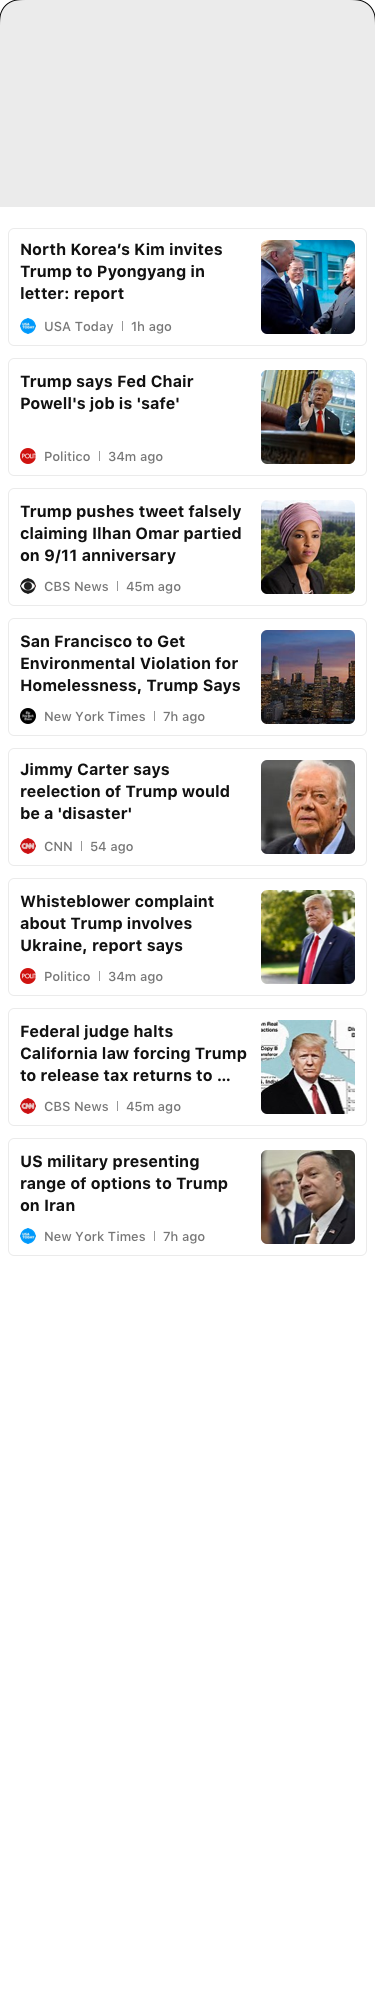 North Korea’s Kim invites
Trump to Pyongyang in
letter: report
USA Today | 1h ago
Trump says Fed Chair
Powell's job is 'safe'
POLI
Politico | 34m ago
Trump pushes tweet falsely
claiming Ilhan Omar partied
on 9/11 anniversary
CBS News | 45m ago
San Francisco to Get
Environmental Violation for
Homelessness, Trump Says
New York Times | 7h ago
Jimmy Carter says
reelection of Trump would
be a 'disaster'
CNN
CNN | 54 ago
Whisteblower complaint
about Trump involves
Ukraine, report says
POLI
Politico | 34m ago
Federal judge halts
California law forcing Trump
to release tax returns to ...
Copy B
CNN
CBS News | 45m ago
US military presenting
range of options to Trump
on Iran
New York Times | 7h ago